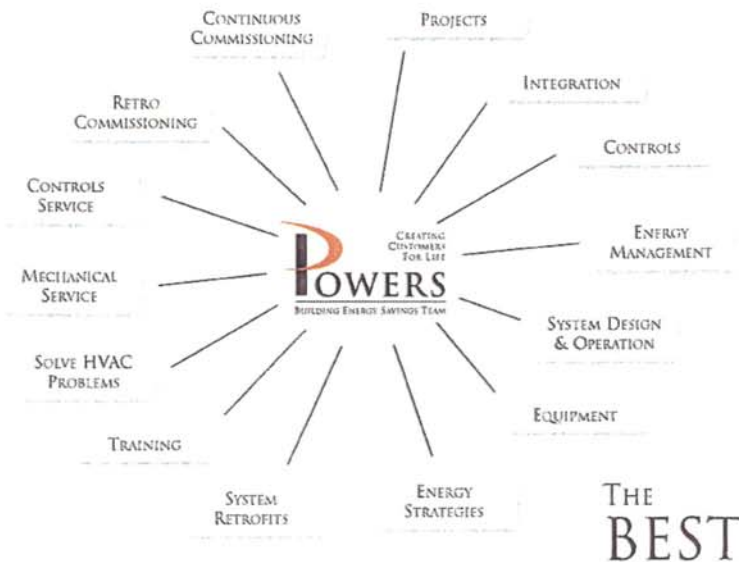 CONTINUOUS
COMMISSIONING
PROJECTS
INTEGRATION
CONTROLS
ENERGY
MANAGEMENT
SYSTEM DESIGN
& OPERATION
EQUIPMENT
ENERGY
STRATEGIES
SYSTEM
RETROFITS
TRAINING
SOLVE HVAC
PROBLEMS
MECHANICAL
SERVICE
CONTROLS
SERVICE
RETRO
COMMISSIONING
CREATING
CUSTOMERS
FOR LIFE
POWERS
BUILDING ENERGY SAVINGS TEAM
THE
BEST